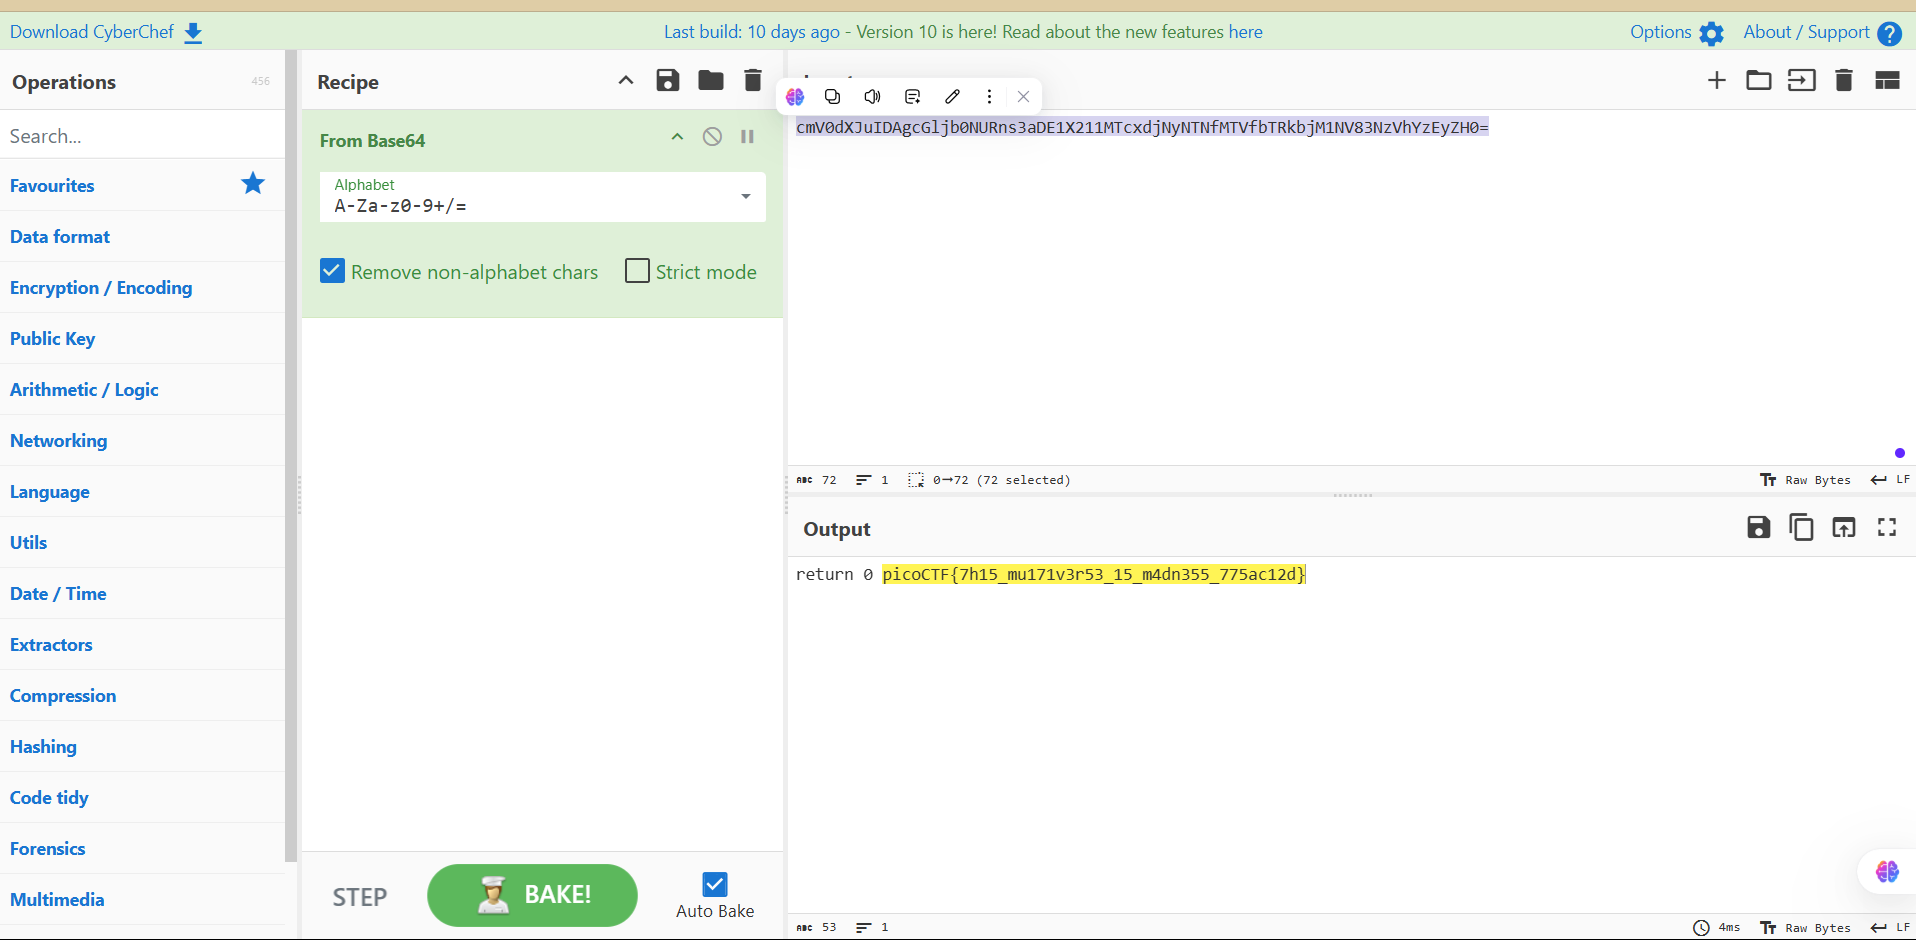 Download CyberChef
Last build: 10 days ago - Version 10 is here! Read about the new features here
Options
About / Support
Operations
456
Search...
Favourites
Data format
Encryption / Encoding
Public Key
Arithmetic / Logic
Networking
Language
Utils
Date / Time
Extractors
Compression
Hashing
Code tidy
Forensics
Multimedia
Recipe
From Base64
Alphabet
A-Za-z0-9+/=
Remove non-alphabet chars
Strict mode
STEP
BAKE!
Auto Bake
cmV0dXJuIDAgcGljb0NURns3aDE1X211MTcxdjNyNTNfMTVfbTRkbjM1NV83NzVhYzEyZH0=
ABC 72
1
0→72 (72 selected)
Raw Bytes
LF
Output
return 0 picoCTF{7h15_mu171v3r53_15_m4dn355_775ac12d}
ABC 53
1
4ms
Raw Bytes
LF